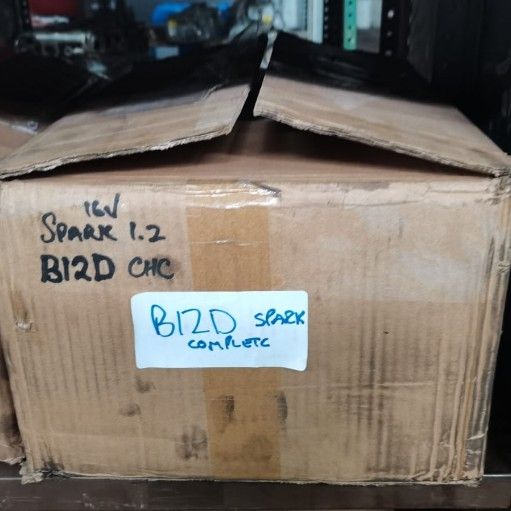 16V
SPARK 1.2
B12D CHC
B12D SPARK
COMPLETC